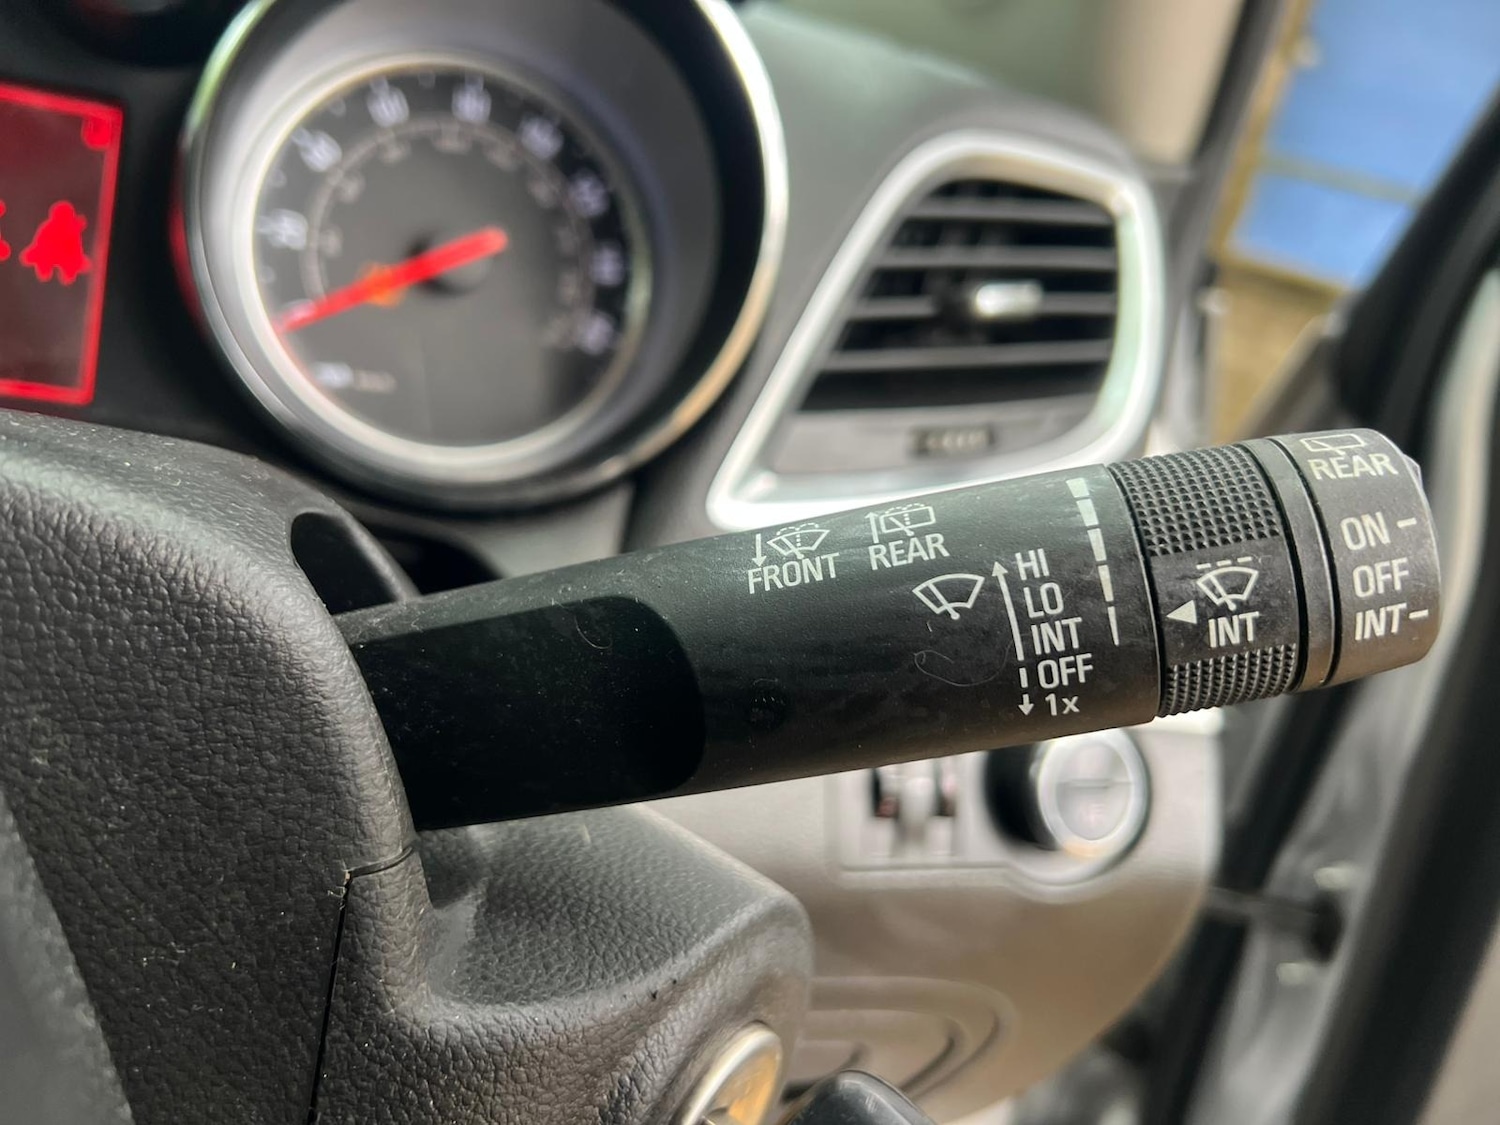 FRONT
REAR
HI
LO
INT
OFF
1x
INT
REAR
ON
OFF
INT